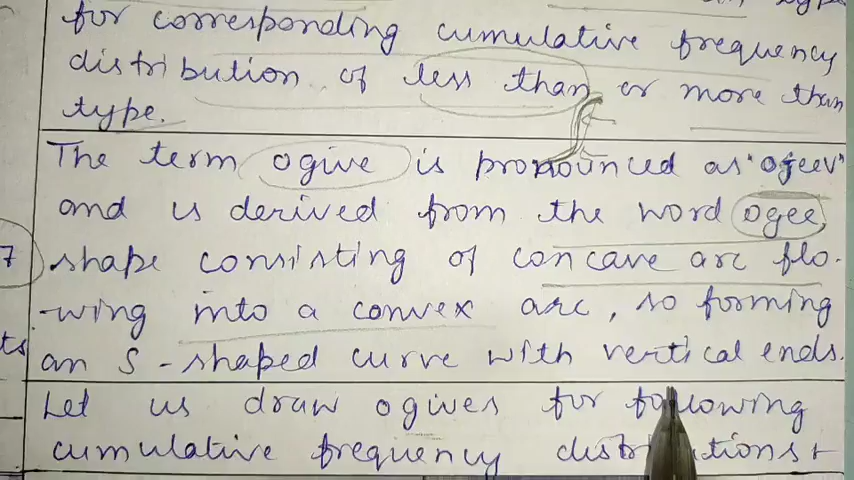 for corresponding cumulative frequency
distribution of less than or more than
type.
The term ogive is pronounced as "ojeev"
and is derived from the word ogee,
7
shape consisting of concave arc flo-
-wing into a convex arc, so forming
ts
an S-shaped curve with vertical ends.
Let us draw ogives for following
cumulative frequency